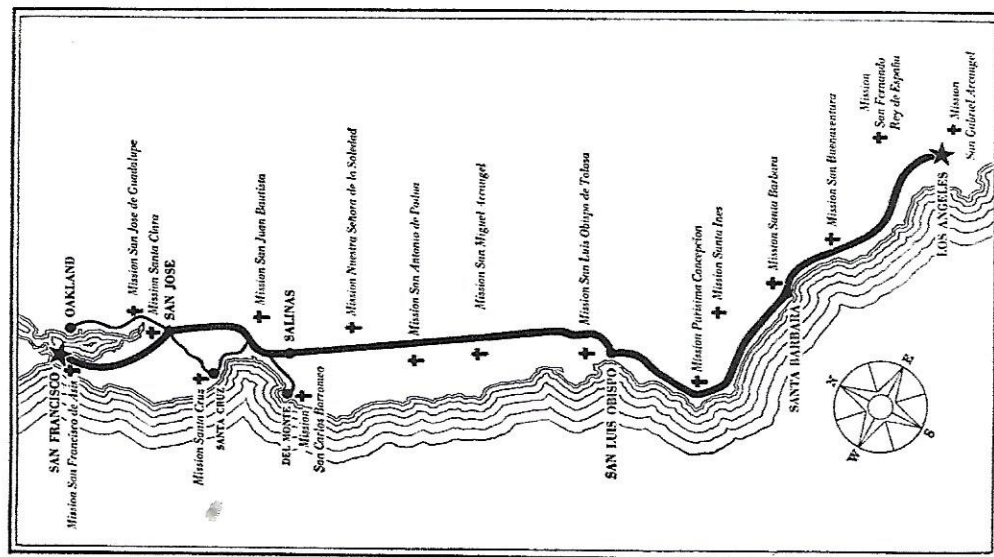 SAN FRANCISCO
Mission San Francisco de Asis
OAKLAND
Mission San Jose de Guadalupe
Mission Santa Clara
SAN JOSE
Mission Santa Cruz
SANTA CRUZ
Mission San Juan Bautista
DEL MONTE
Mission
San Carlos Borromeo
SALINAS
Mission Nuestra Señora de la Soledad
Mission San Antonio de Padua
Mission San Miguel Arcangel
Mission San Luis Obispo de Tolosa
SAN LUIS OBISPO
Mission Purisima Concepcion
Mission Santa Ines
Mission Santa Barbara
SANTA BARBARA
Mission San Buenaventura
Mission
San Fernando
Rey de España
LOS ANGELES
Mission
San Gabriel Arcangel
N
E
S
W